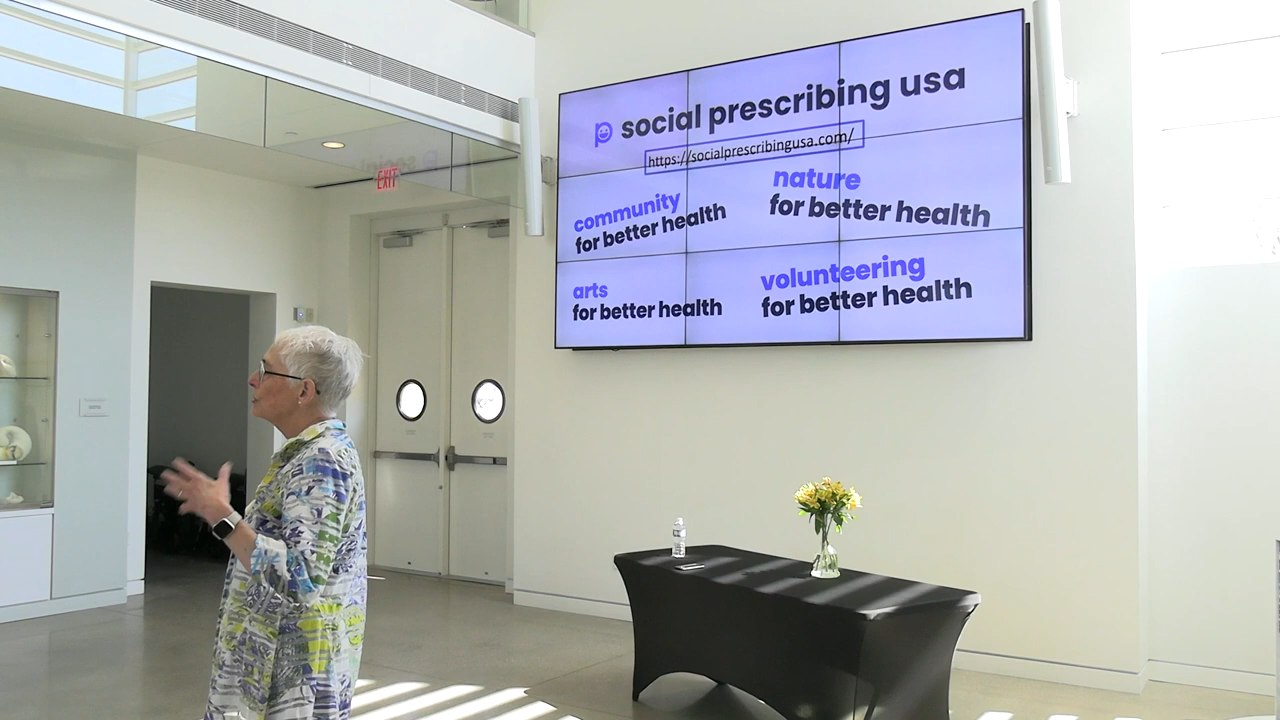 social prescribing usa
https://socialprescribingusa.com/
community
for better health
nature
for better health
arts
for better health
volunteering
for better health
EXIT